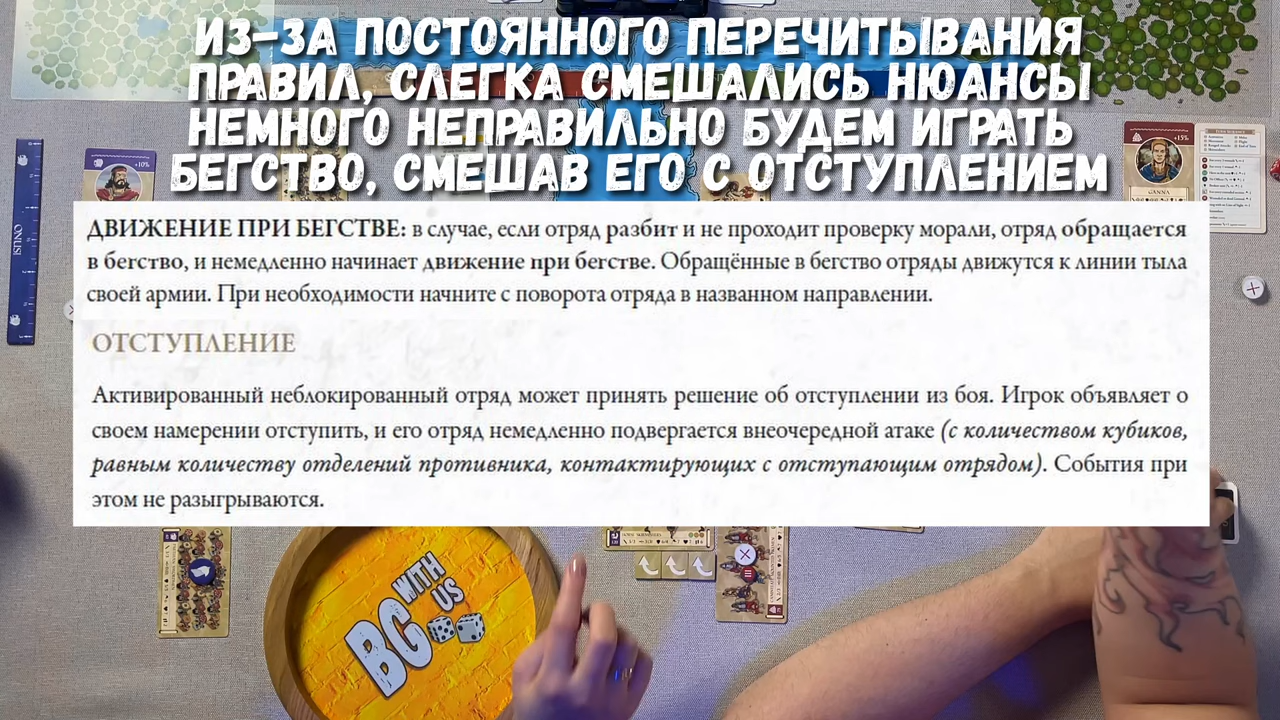 ИЗ-ЗА ПОСТОЯННОГО ПЕРЕЧИТЫВАНИЯ
ПРАВИЛ, СЛЕГКА СМЕШАЛИСЬ НЮАНСЫ
НЕМНОГО НЕПРАВИЛЬНО БУДЕМ ИГРАТЬ
БЕГСТВО, СМЕШАВ ЕГО С ОТСТУПЛЕНИЕМ
+10%
+15%
GANNA
ONUS!
ДВИЖЕНИЕ ПРИ БЕГСТВЕ: в случае, если отряд разбит и не проходит проверку морали, отряд обращается
в бегство, и немедленно начинает движение при бегстве. Обращённые в бегство отряды движутся к линии тыла
своей армии. При необходимости начните с поворота отряда в названном направлении.
ОТСТУПЛЕНИЕ
Активированный неблокированный отряд может принять решение об отступлении из боя. Игрок объявляет о
своем намерении отступить, и его отряд немедленно подвергается внеочередной атаке (с количеством кубиков,
равным количеству отделений противника, контактирующих с отступающим отрядом). События при
этом не разыгрываются.
BG WITH US